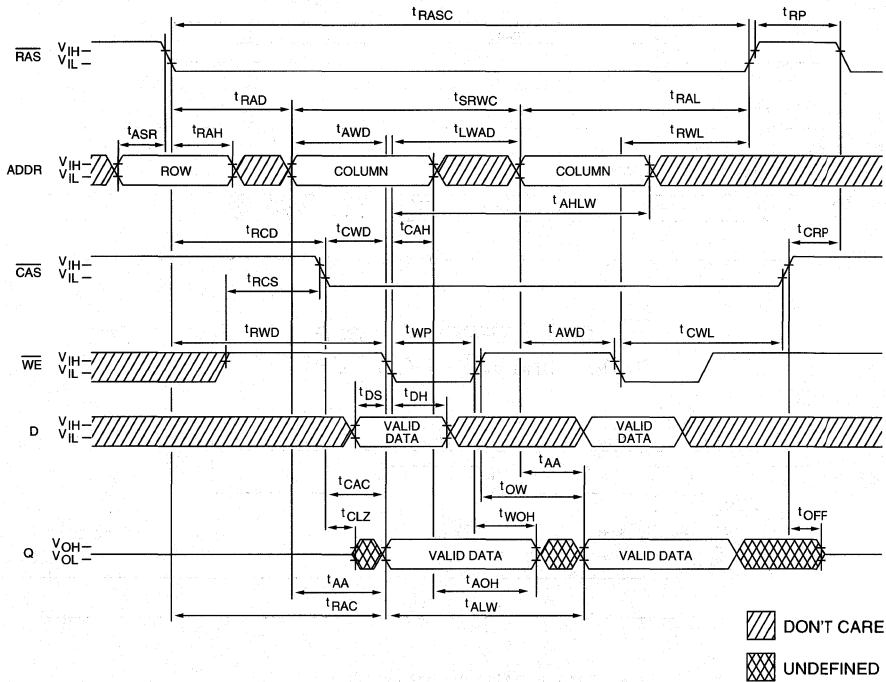 tRASC
tRP
RAS
VIH
VIL
tRAD
tSRWC
tRAL
tASR
tRAH
tAWD
tLWAD
tRWL
ADDR
VIH
VIL
ROW
COLUMN
COLUMN
tAHLW
tRCD
tCWD
tCAH
tCRP
CAS
VIH
VIL
tRCS
tRWD
tWP
tAWD
tCWL
WE
VIH
VIL
tDS
tDH
D
VIH
VIL
VALID
DATA
VALID
DATA
tAA
tCAC
tOW
tCLZ
tWOH
tOFF
Q
VOH
VOL
VALID DATA
VALID DATA
tAA
tAOH
tRAC
tALW
DON'T CARE
UNDEFINED